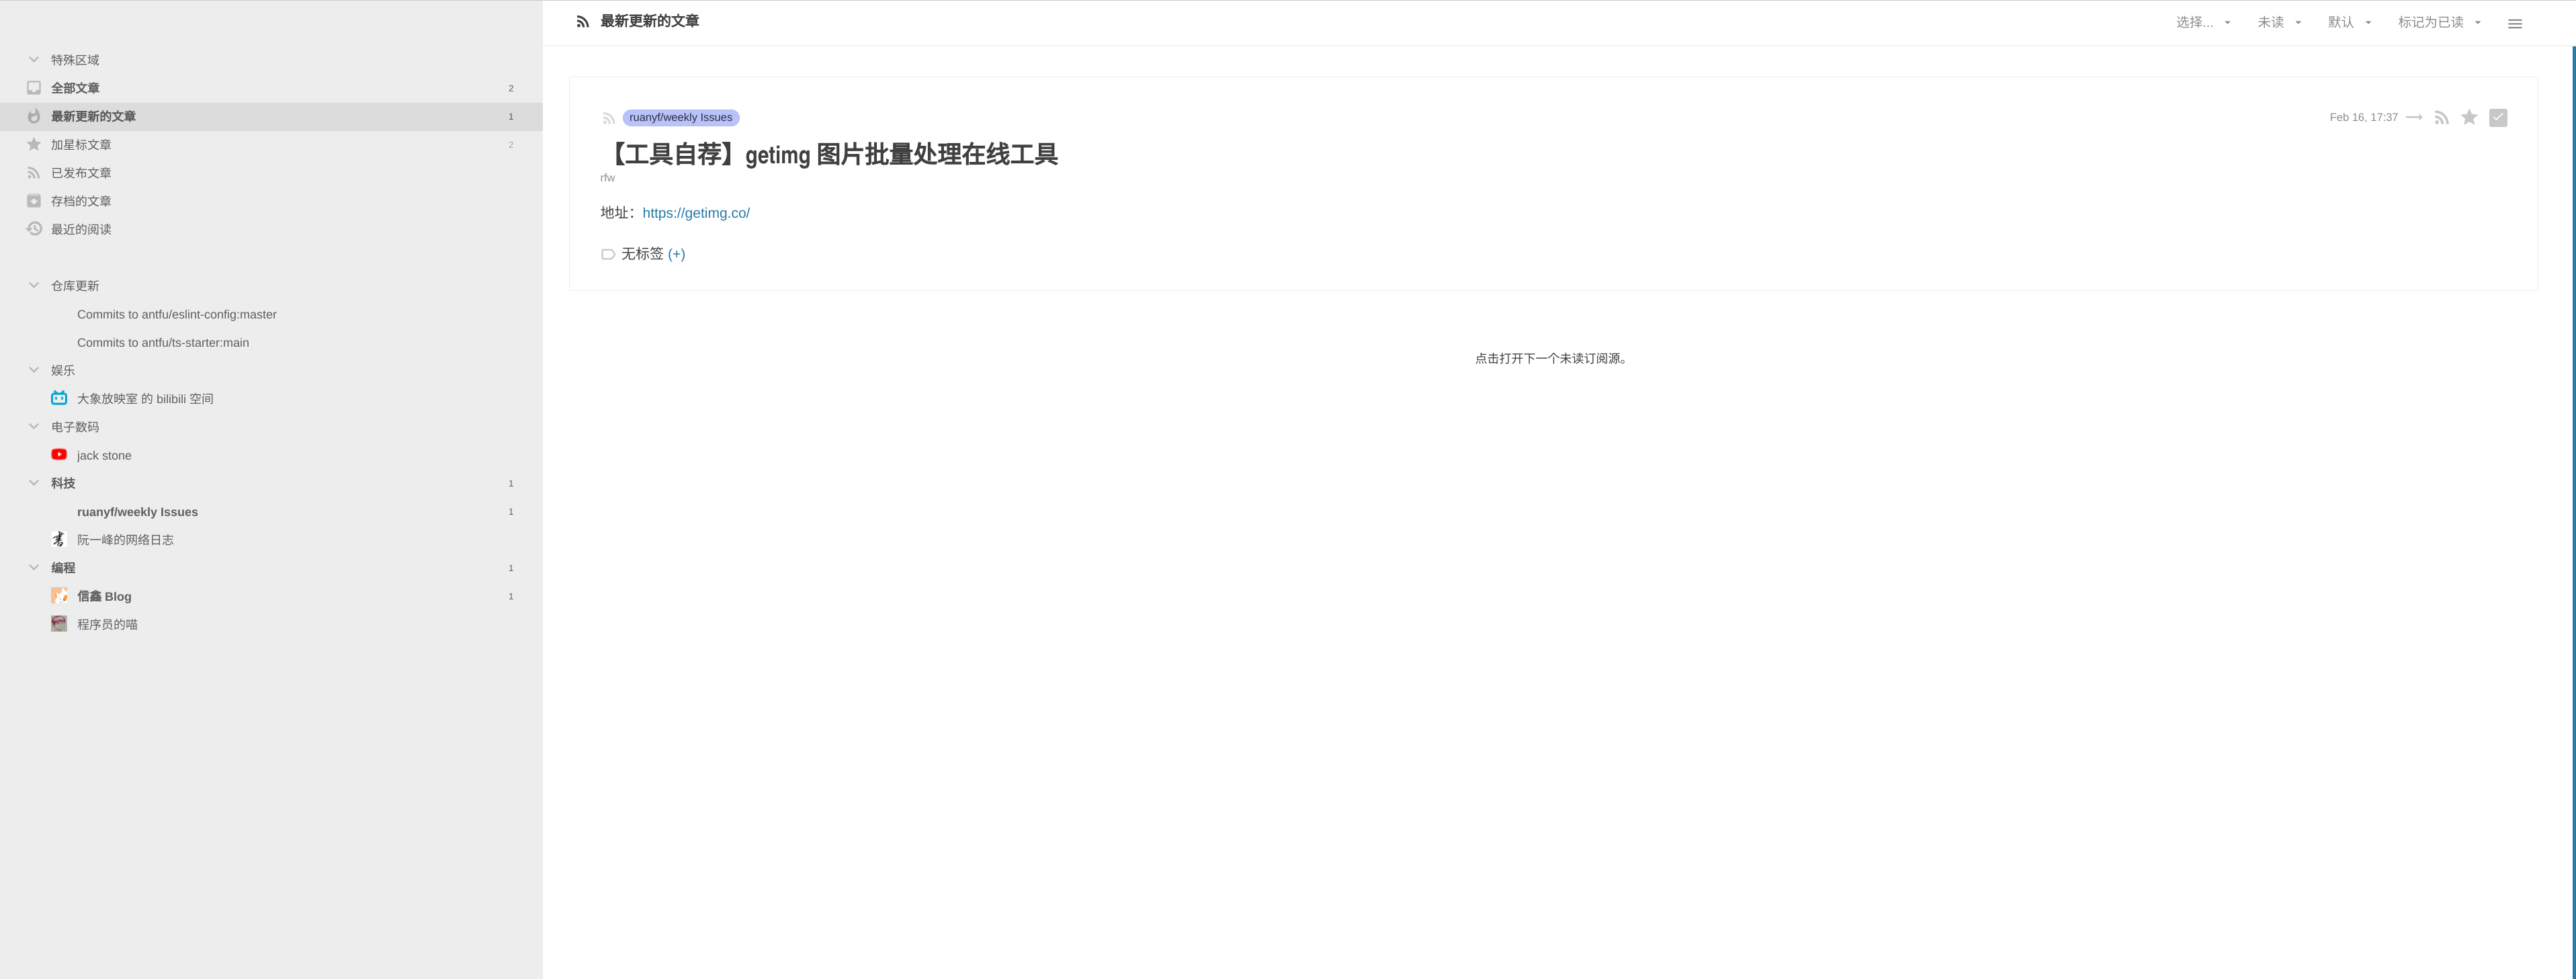 特殊区域
全部文章 2
最新更新的文章 1
加星标文章 2
已发布文章
存档的文章
最近的阅读
仓库更新
Commits to antfu/eslint-config:master
Commits to antfu/ts-starter:main
娱乐
大象放映室 的 bilibili 空间
电子数码
jack stone
科技 1
ruanyf/weekly Issues 1
阮一峰的网络日志
编程 1
信鑫 Blog 1
程序员的喵
最新更新的文章
选择... 未读 默认 标记为已读
ruanyf/weekly Issues
Feb 16, 17:37
【工具自荐】getimg 图片批量处理在线工具
rfw
地址：https://getimg.co/
无标签 (+)
点击打开下一个未读订阅源。